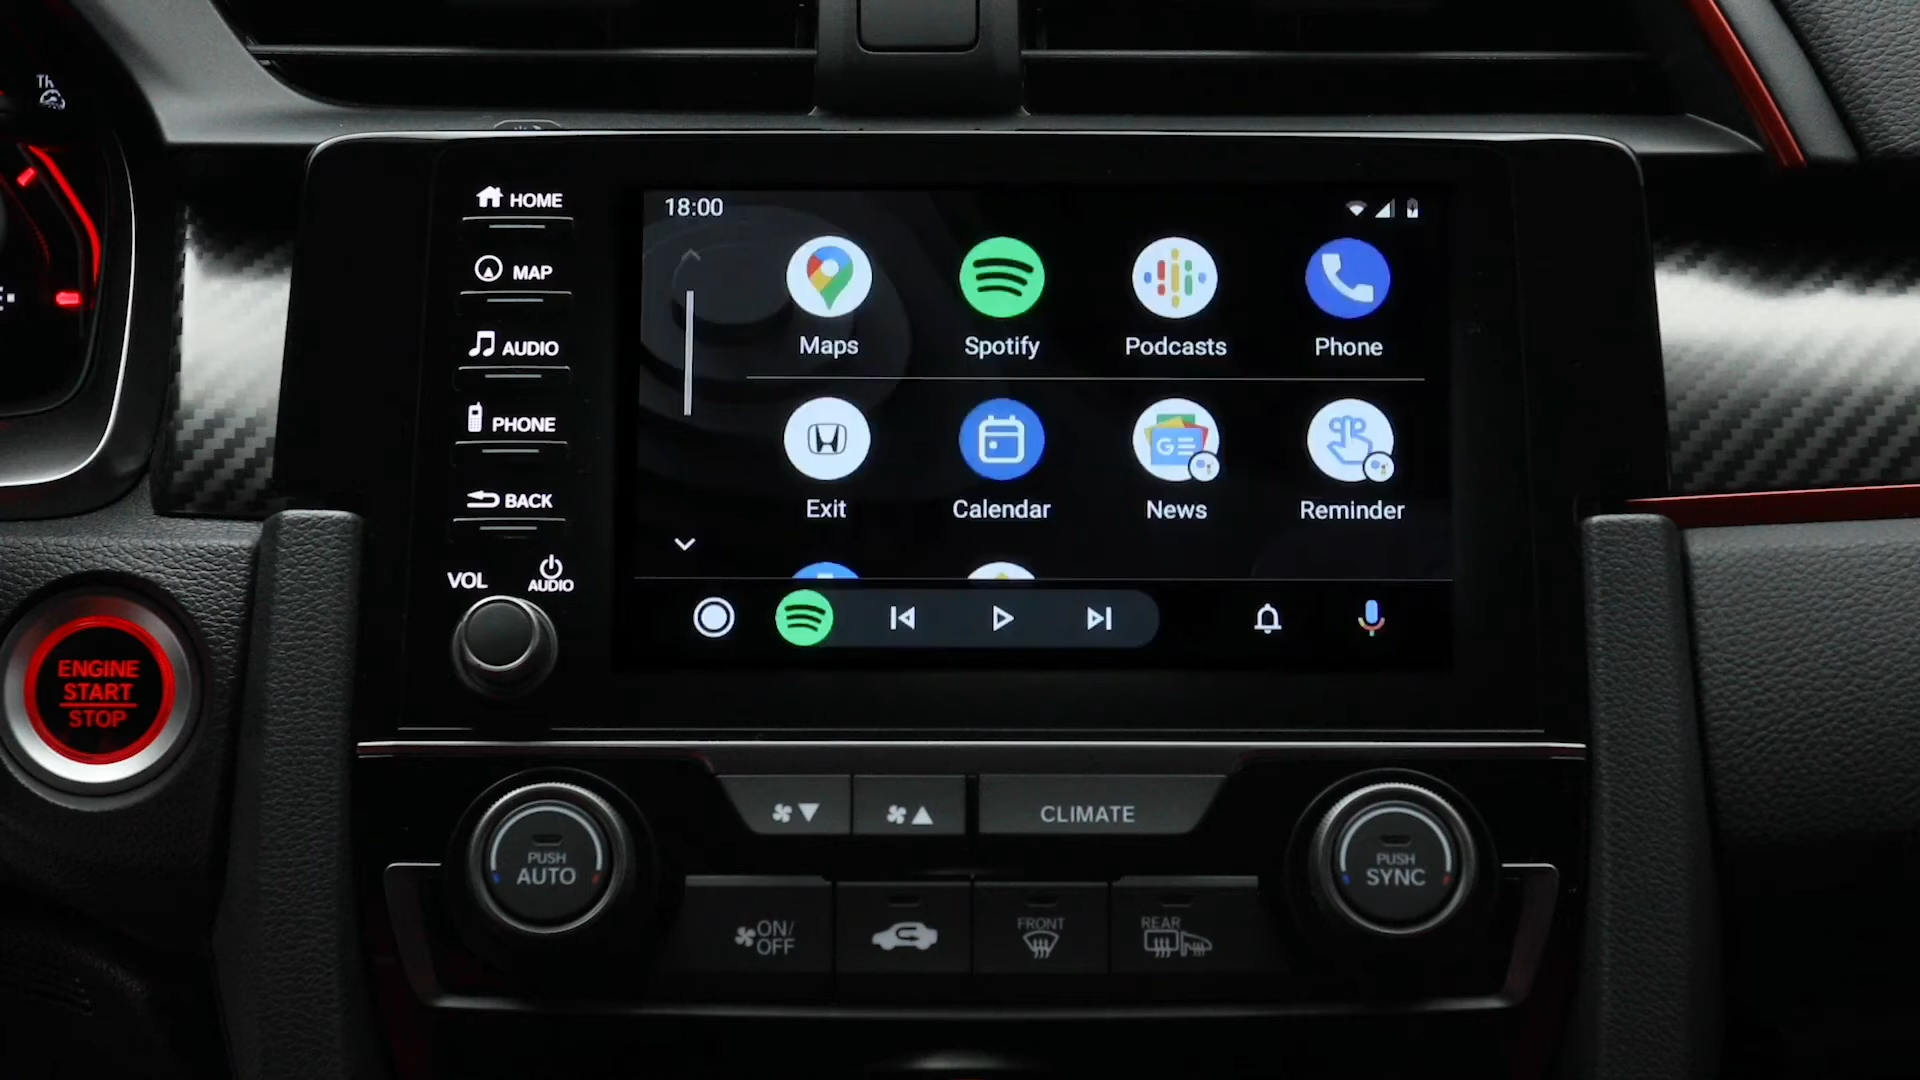 TR
HOME
MAP
AUDIO
PHONE
BACK
VOL
AUDIO
18:00
Maps
Spotify
Podcasts
Phone
Exit
Calendar
News
Reminder
ENGINE
START
STOP
CLIMATE
PUSH
AUTO
PUSH
SYNC
ON/
OFF
FRONT
REAR